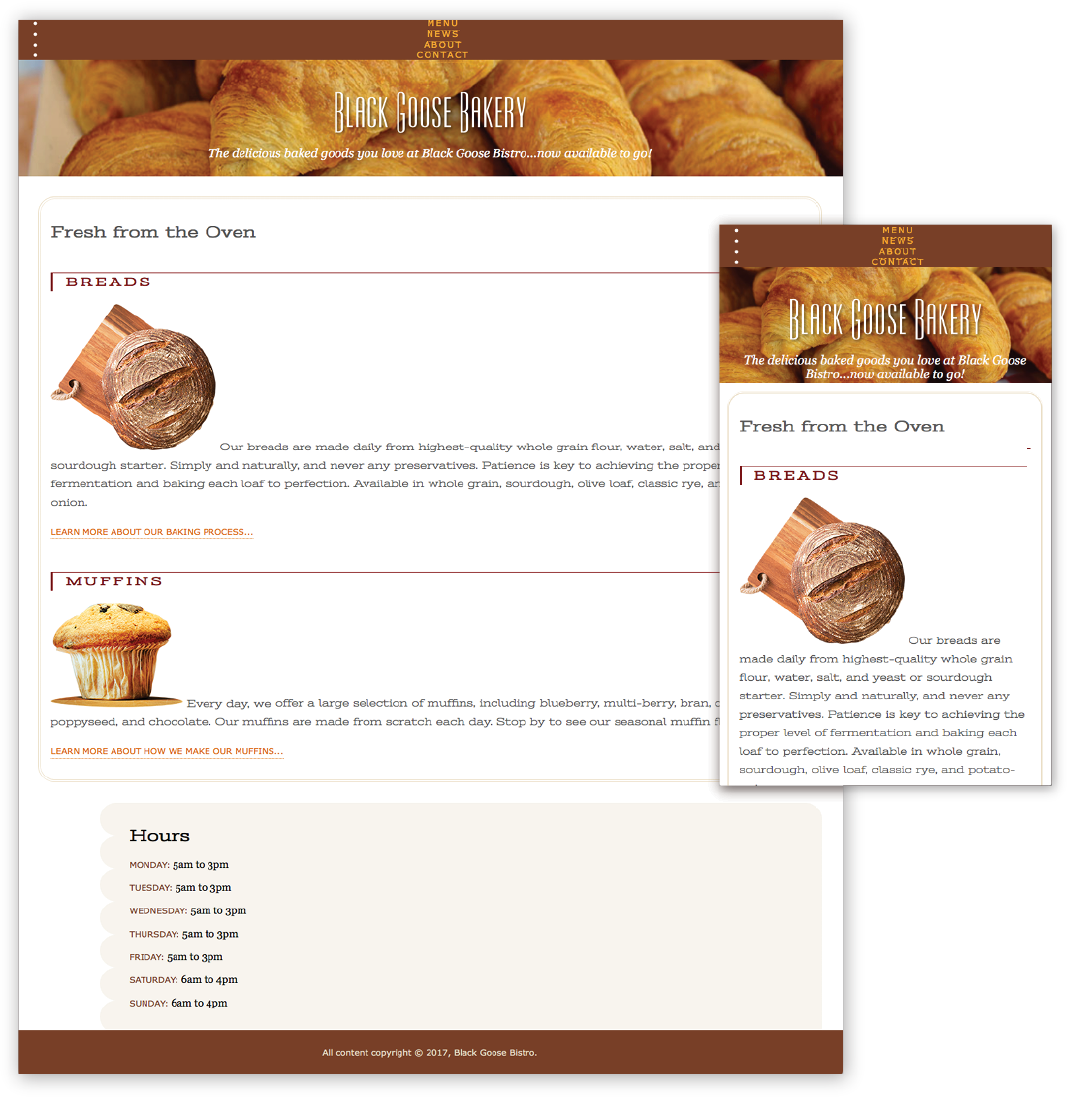 MENU
NEWS
ABOUT
CONTACT
Black Goose Bakery
The delicious baked goods you love at Black Goose Bistro...now available to go!
Fresh from the Oven
BREADS
Our breads are made daily from highest-quality whole grain flour, water, salt, and
sourdough starter. Simply and naturally, and never any preservatives. Patience is key to achieving the proper
fermentation and baking each loaf to perfection. Available in whole grain, sourdough, olive loaf, classic rye,
onion.
LEARN MORE ABOUT OUR BAKING PROCESS...
MUFFINS
Every day, we offer a large selection of muffins, including blueberry, multi-berry, bran,
poppyseed, and chocolate. Our muffins are made from scratch each day. Stop by to see our seasonal muffin
LEARN MORE ABOUT HOW WE MAKE OUR MUFFINS...
Hours
MONDAY: 5am to 3pm
TUESDAY: 5am to 3pm
WEDNESDAY: 5am to 3pm
THURSDAY: 5am to 3pm
FRIDAY: 5am to 3pm
SATURDAY: 6am to 4pm
SUNDAY: 6am to 4pm
All content copyright © 2017, Black Goose Bistro.
MENU
NEWS
ABOUT
CONTACT
Black Goose Bakery
The delicious baked goods you love at Black Goose
Bistro...now available to go!
Fresh from the Oven
BREADS
Our breads are
made daily from highest-quality whole grain
flour, water, salt, and yeast or sourdough
starter. Simply and naturally, and never any
preservatives. Patience is key to achieving the
proper level of fermentation and baking each
loaf to perfection. Available in whole grain,
sourdough, olive loaf, classic rye, and potato-